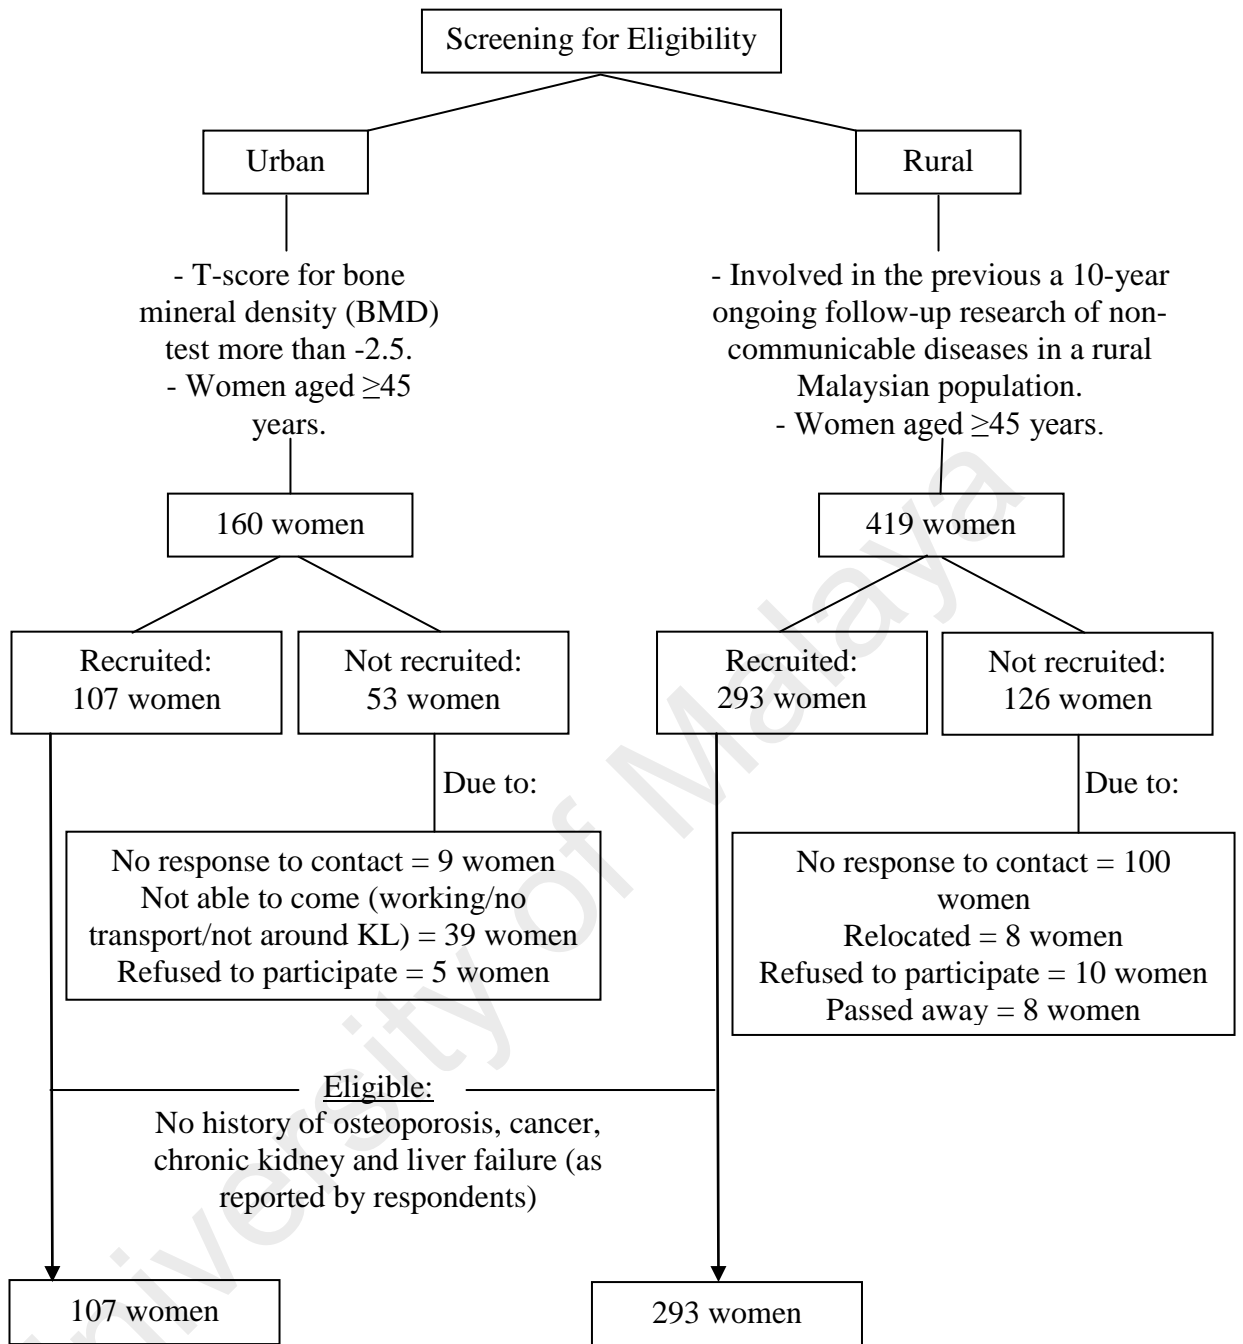 Screening for Eligibility
Urban
Rural
- T-score for bone
mineral density (BMD)
test more than -2.5.
- Women aged ≥45
years.
- Involved in the previous a 10-year
ongoing follow-up research of non-
communicable diseases in a rural
Malaysian population.
- Women aged ≥45 years.
160 women
419 women
Recruited:
107 women
Not recruited:
53 women
Recruited:
293 women
Not recruited:
126 women
Due to:
Due to:
No response to contact = 9 women
Not able to come (working/no
transport/not around KL) = 39 women
Refused to participate = 5 women
No response to contact = 100
women
Relocated = 8 women
Refused to participate = 10 women
Passed away = 8 women
Eligible:
No history of osteoporosis, cancer,
chronic kidney and liver failure (as
reported by respondents)
107 women
293 women
University of Malaya